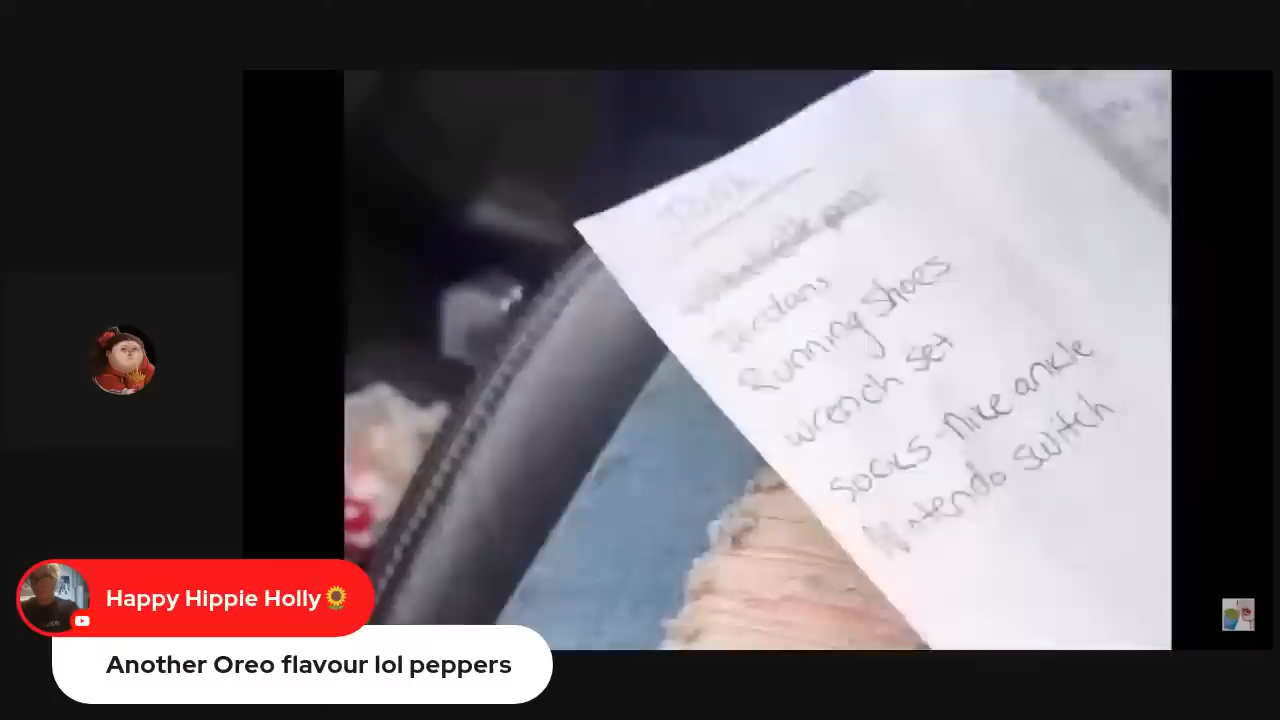 Jordans
Running Shoes
wrench set
socks - nike ankle
Nintendo switch
Happy Hippie Holly🌻
Another Oreo flavour lol peppers